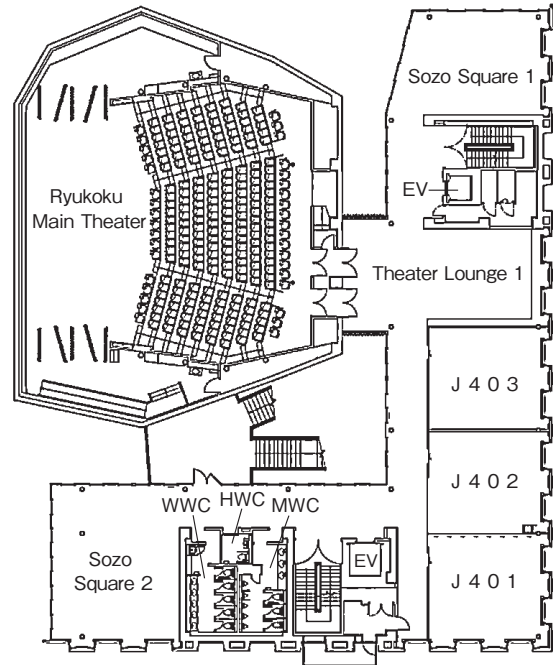 Sozo Square 1
EV
Ryukoku
Main Theater
Theater Lounge 1
J 4 0 3
J 4 0 2
WWC
HWC
MWC
EV
Sozo
Square 2
J 4 0 1